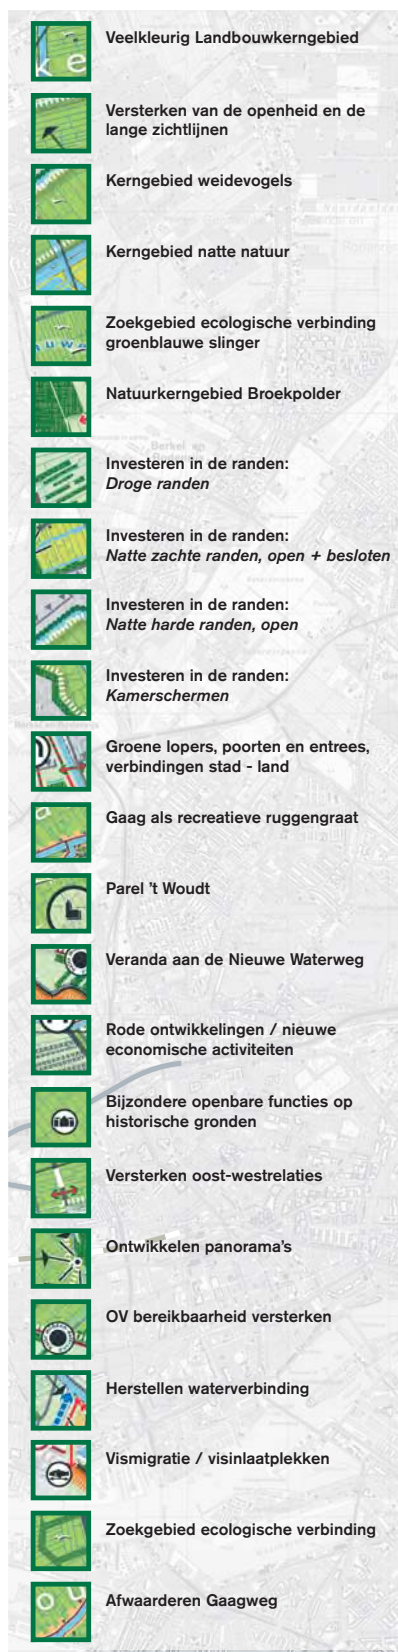 Veelkleurig Landbouwkerngebied
Versterken van de openheid en de
lange zichtlijnen
Kerngebied weidevogels
Kerngebied natte natuur
Zoekgebied ecologische verbinding
groenblauwe slinger
Natuurkerngebied Broekpolder
Investeren in de randen:
Droge randen
Investeren in de randen:
Natte zachte randen, open + besloten
Investeren in de randen:
Natte harde randen, open
Investeren in de randen:
Kamerschermen
Groene lopers, poorten en entrees,
verbindingen stad - land
Gaag als recreatieve ruggengraat
Parel 't Woudt
Veranda aan de Nieuwe Waterweg
Rode ontwikkelingen / nieuwe
economische activiteiten
Bijzondere openbare functies op
historische gronden
Versterken oost-westrelaties
Ontwikkelen panorama's
OV bereikbaarheid versterken
Herstellen waterverbinding
Vismigratie / visinlaatplekken
Zoekgebied ecologische verbinding
Afwaarderen Gaagweg